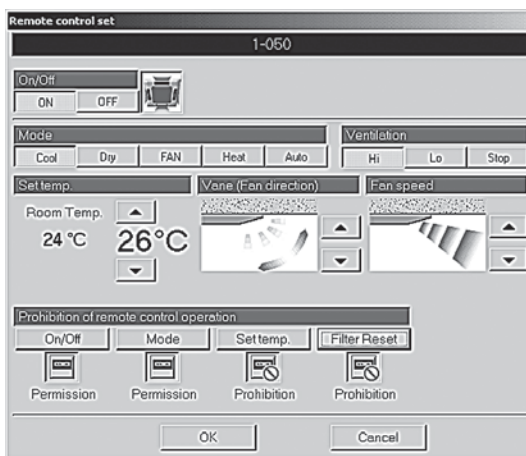 Remote control set
1-050
On/Off
ON OFF
Mode Ventilation
Cool Dry FAN Heat Auto Hi Lo Stop
Set temp. Vane (Fan direction) Fan speed
Room Temp.
24 °C 26°C
Prohibition of remote control operation
On/Off Mode Set temp. Filter Reset
Permission Permission Prohibition Prohibition
OK Cancel